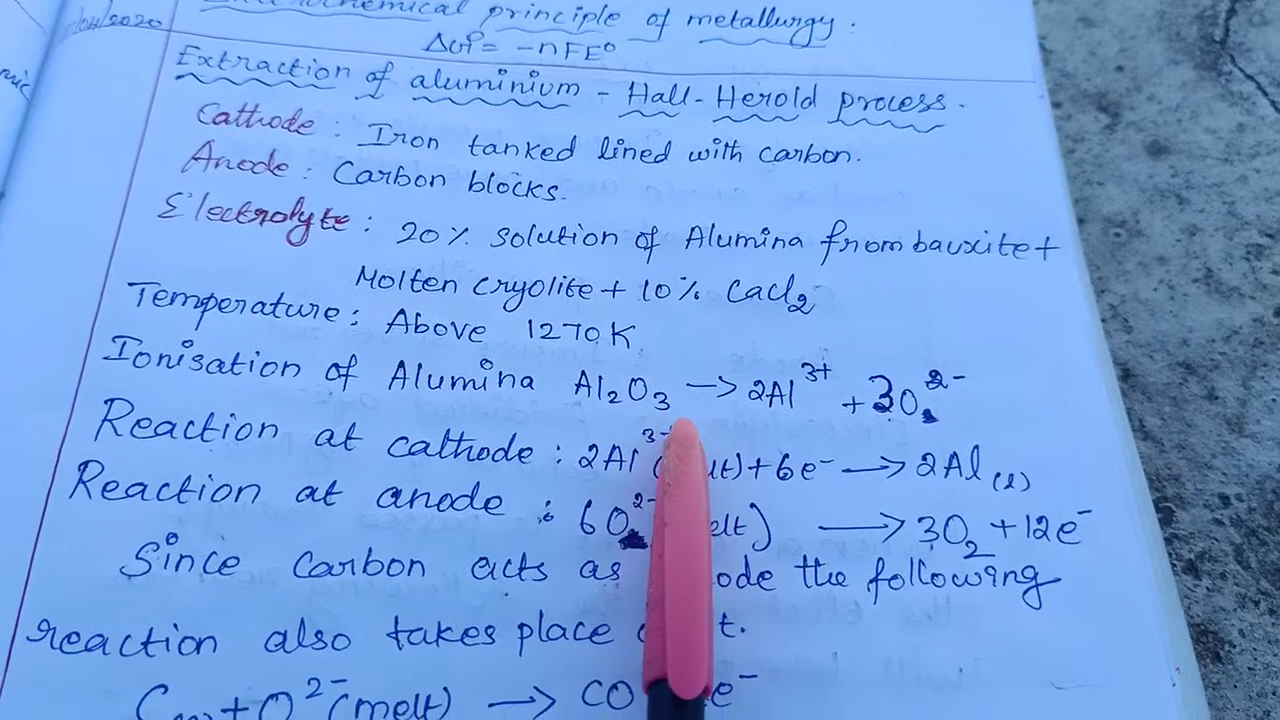 principle of metallurgy.
= -nFE°
Extraction of aluminium - Hall-Herold process.
Cathode : Iron tanked lined with carbon.
Anode : Carbon blocks.
Electrolyte : 20% solution of Alumina from bauxite +
Molten cryolite + 10% CaCl2
Temperature : Above 1270K
Ionisation of Alumina Al2O3 → 2Al³⁺ + 3O²⁻
Reaction at cathode : 2Al³ + 6e⁻ → 2Al (l)
Reaction at anode : 6O²⁻ → 3O2 + 12e⁻
Since carbon acts as the following
reaction also takes place
+ O²⁻ (melt) → CO e⁻